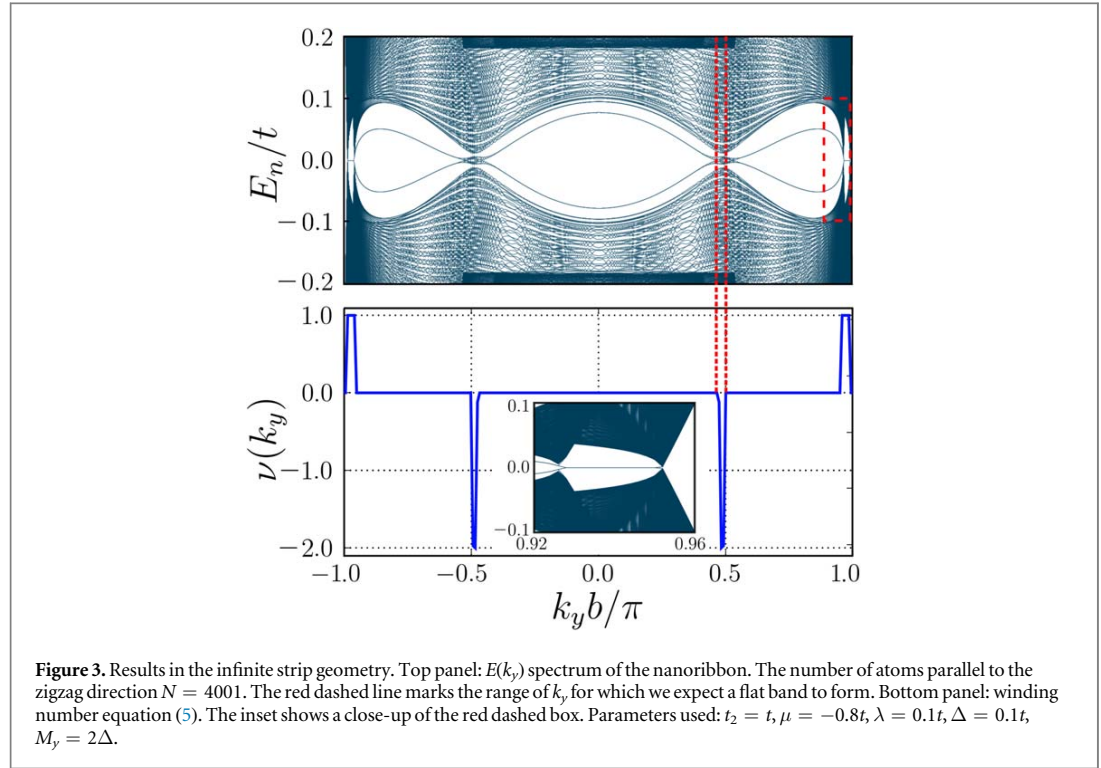 0.2
0.1
0.0
−0.1
−0.2
E_n/t
1.0
0.0
−1.0
−2.0
ν(k_y)
0.1
0.0
−0.1
0.92
0.96
−1.0
−0.5
0.0
0.5
1.0
k_y b/π
Figure 3. Results in the infinite strip geometry. Top panel: E(k_y) spectrum of the nanoribbon. The number of atoms parallel to the
zigzag direction N = 4001. The red dashed line marks the range of k_y for which we expect a flat band to form. Bottom panel: winding
number equation (5). The inset shows a close-up of the red dashed box. Parameters used: t_2 = t, μ = −0.8t, λ = 0.1t, Δ = 0.1t,
M_y = 2Δ.